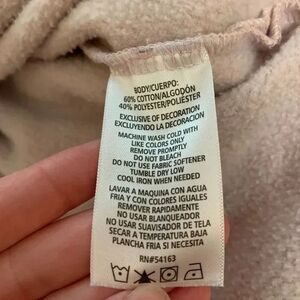 BODY/CUERPO:
60% COTTON/ALGODÓN
40% POLYESTER/POLIÉSTER
EXCLUSIVE OF DECORATION
EXCLUYENDO LA DECORACION
MACHINE WASH COLD WITH
LIKE COLORS ONLY
REMOVE PROMPTLY
DO NOT BLEACH
DO NOT USE FABRIC SOFTENER
TUMBLE DRY LOW
COOL IRON WHEN NEEDED
LAVAR A MAQUINA CON AGUA
FRIA Y CON COLORES IGUALES
REMOVER RAPIDAMENTE
NO USAR BLANQUEADOR
NO USAR SUAVISADOR DE TELA
SECAR A TEMPERATURA BAJA
PLANCHA FRIA SI NECESITA
RN#54163